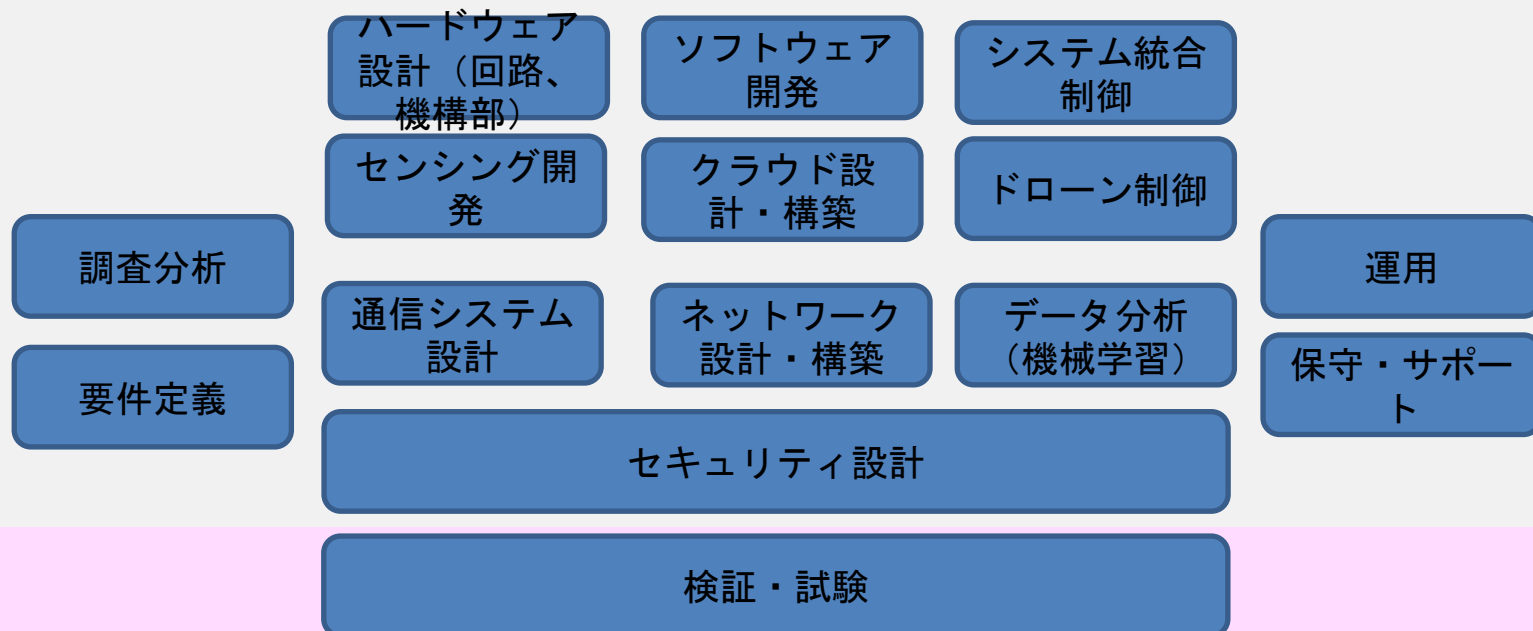 ハードウェア
設計（回路、
機構部）
ソフトウェア
開発
システム統合
制御
センシング開
発
クラウド設
計・構築
ドローン制御
調査分析
運用
通信システム
設計
ネットワーク
設計・構築
データ分析
（機械学習）
要件定義
保守・サポー
ト
セキュリティ設計
検証・試験